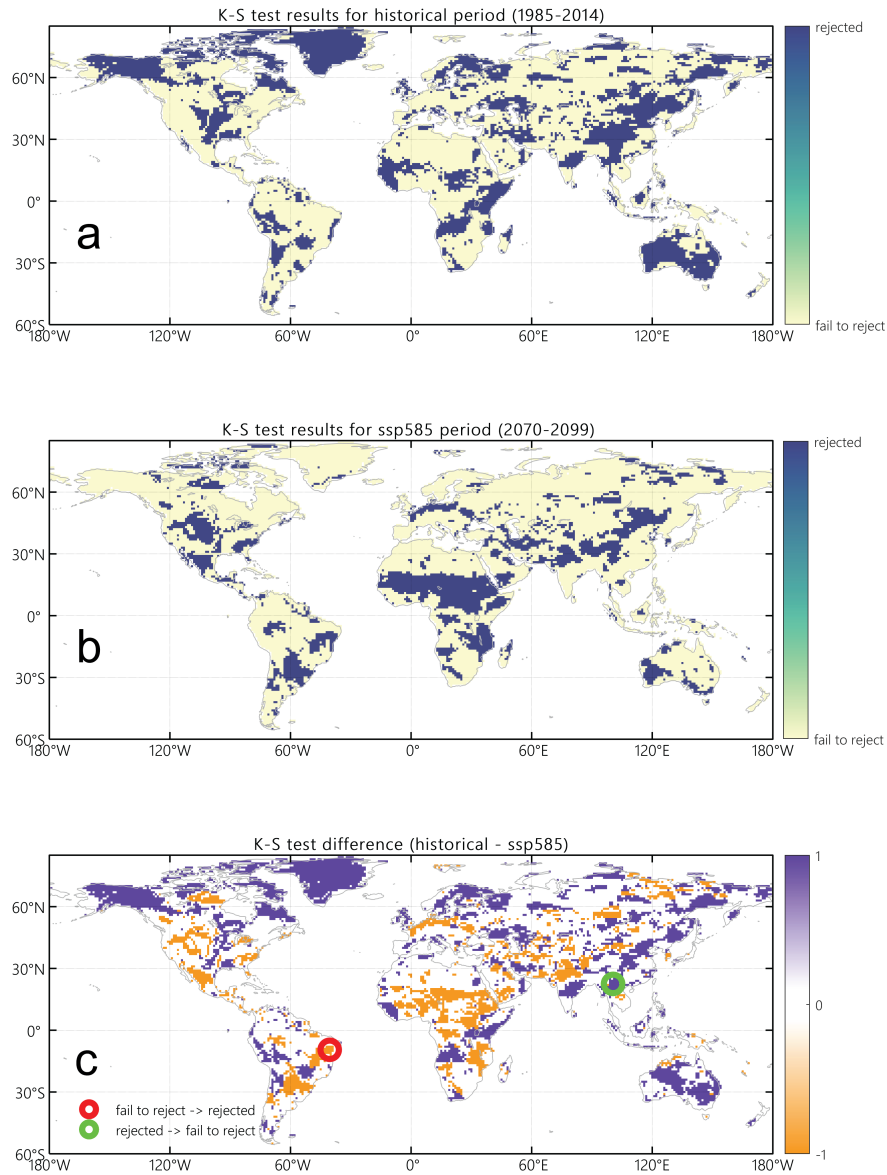 K-S test results for historical period (1985-2014)
rejected
60°N
30°N
0°
a
30°S
fail to reject
60°S
180°W 120°W 60°W 0° 60°E 120°E 180°W
K-S test results for ssp585 period (2070-2099)
rejected
60°N
30°N
0°
b
30°S
fail to reject
60°S
180°W 120°W 60°W 0° 60°E 120°E 180°W
K-S test difference (historical - ssp585)
1
60°N
30°N
0°
0
c
30°S
fail to reject -> rejected
rejected -> fail to reject
60°S
-1
180°W 120°W 60°W 0° 60°E 120°E 180°W